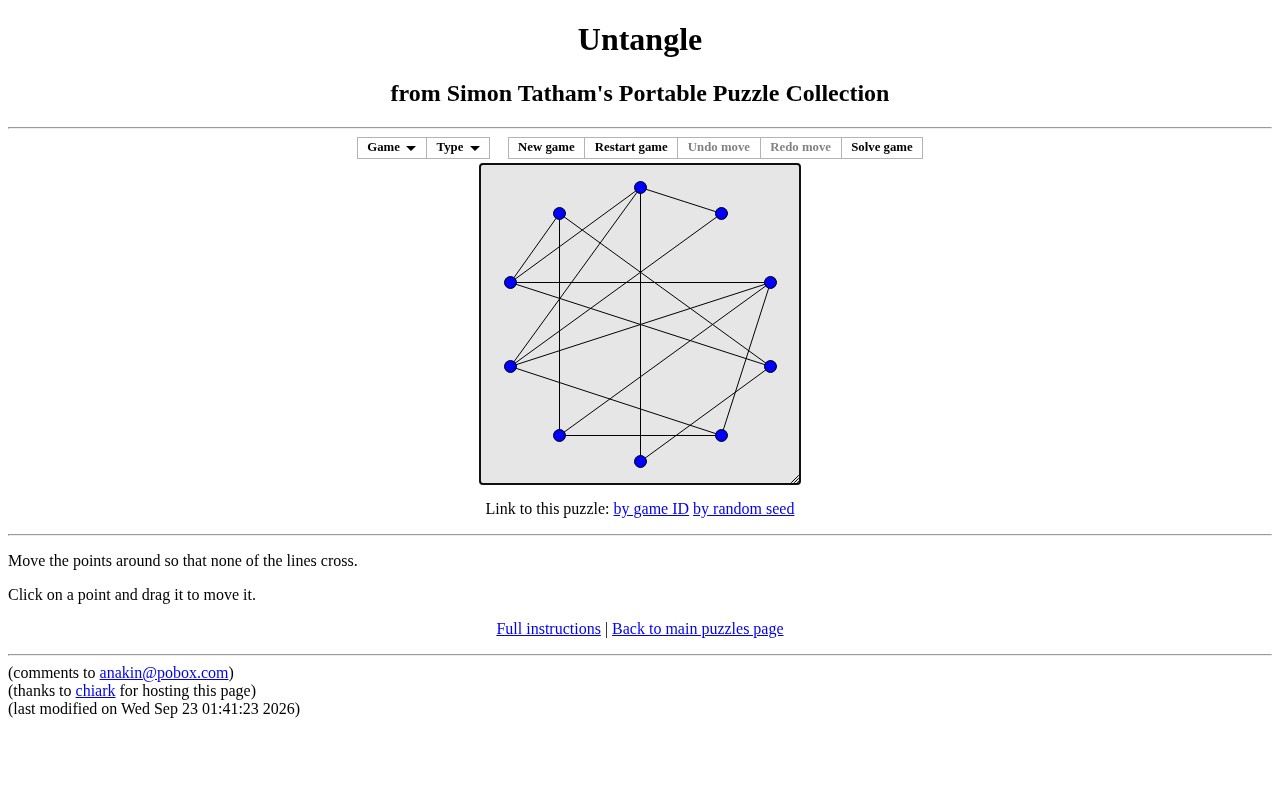 Untangle
from Simon Tatham's Portable Puzzle Collection
Game Type New game Restart game Undo move Redo move Solve game
Link to this puzzle: by game ID by random seed
Move the points around so that none of the lines cross.
Click on a point and drag it to move it.
Full instructions | Back to main puzzles page
(comments to anakin@pobox.com)
(thanks to chiark for hosting this page)
(last modified on Wed Sep 23 01:41:23 2026)